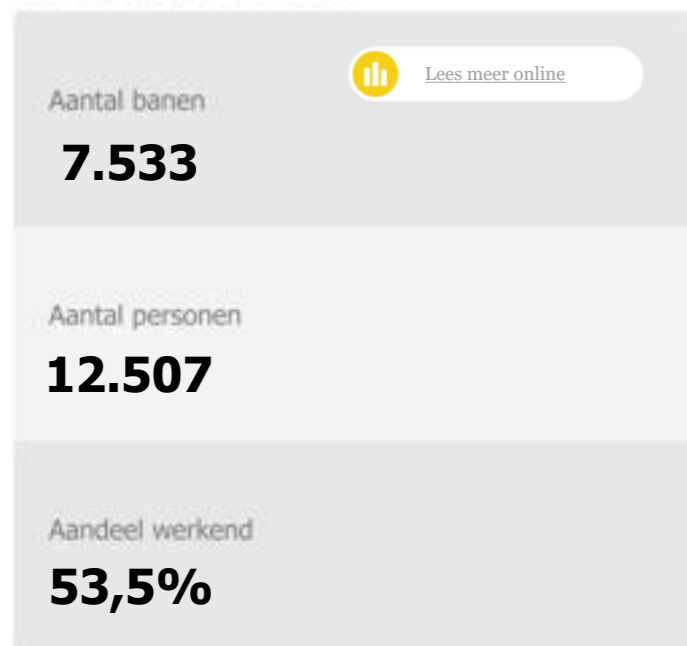 Lees meer online
Aantal banen
7.533
Aantal personen
12.507
Aandeel werkend
53,5%